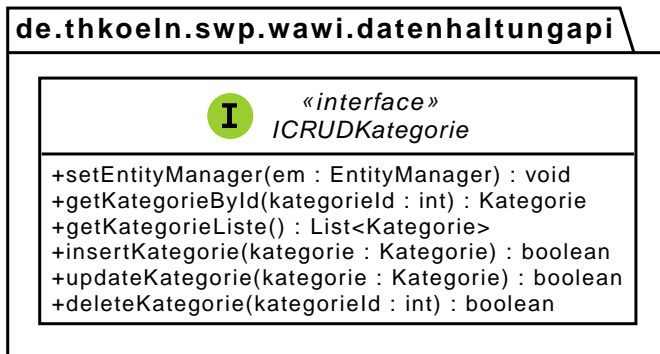 de.thkoeln.swp.wawi.datenhaltungapi
I
«interface»
ICRUDKategorie
+setEntityManager(em : EntityManager) : void
+getKategorieById(kategorieId : int) : Kategorie
+getKategorieListe() : List<Kategorie>
+insertKategorie(kategorie : Kategorie) : boolean
+updateKategorie(kategorie : Kategorie) : boolean
+deleteKategorie(kategorieId : int) : boolean